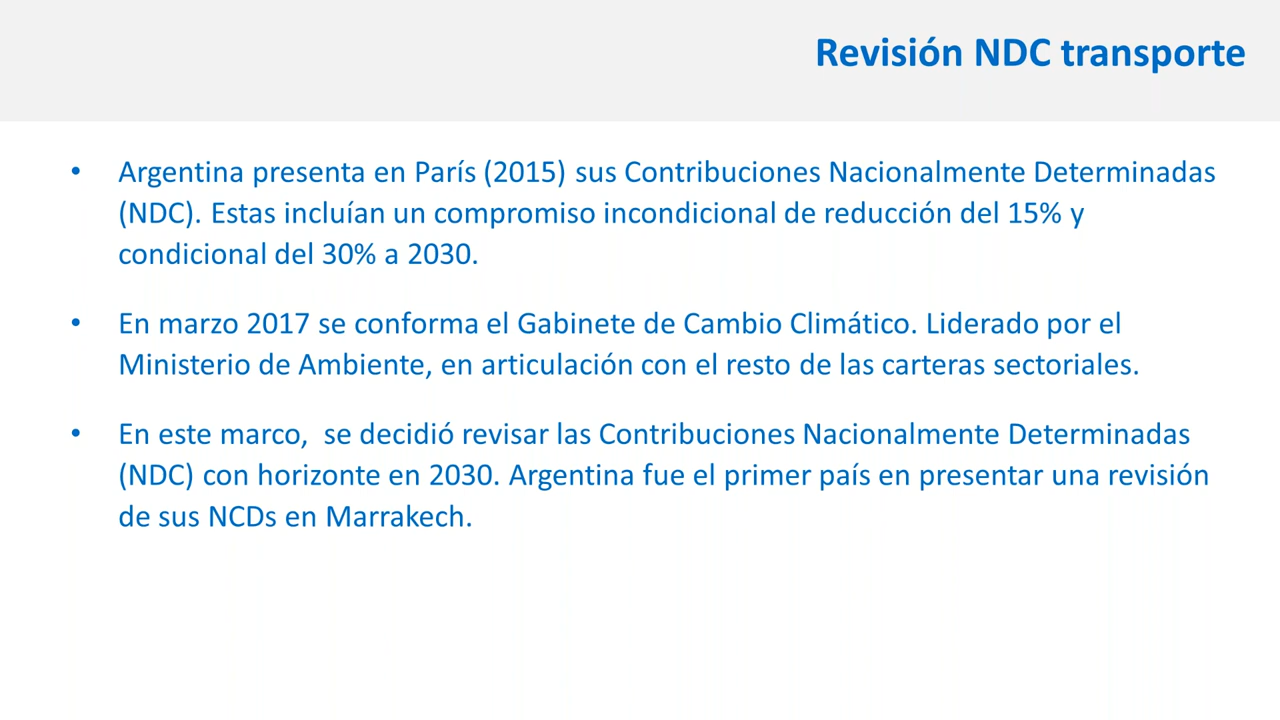 Revisión NDC transporte
• Argentina presenta en París (2015) sus Contribuciones Nacionalmente Determinadas
(NDC). Estas incluían un compromiso incondicional de reducción del 15% y
condicional del 30% a 2030.
• En marzo 2017 se conforma el Gabinete de Cambio Climático. Liderado por el
Ministerio de Ambiente, en articulación con el resto de las carteras sectoriales.
• En este marco,  se decidió revisar las Contribuciones Nacionalmente Determinadas
(NDC) con horizonte en 2030. Argentina fue el primer país en presentar una revisión
de sus NCDs en Marrakech.